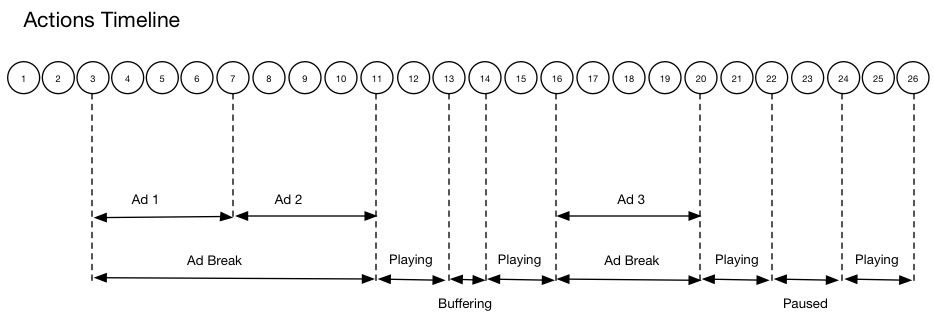 Actions Timeline
1 2 3 4 5 6 7 8 9 10 11 12 13 14 15 16 17 18 19 20 21 22 23 24 25 26
Ad 1 Ad 2 Ad 3
Ad Break Playing Playing Ad Break Playing Playing
Buffering Paused